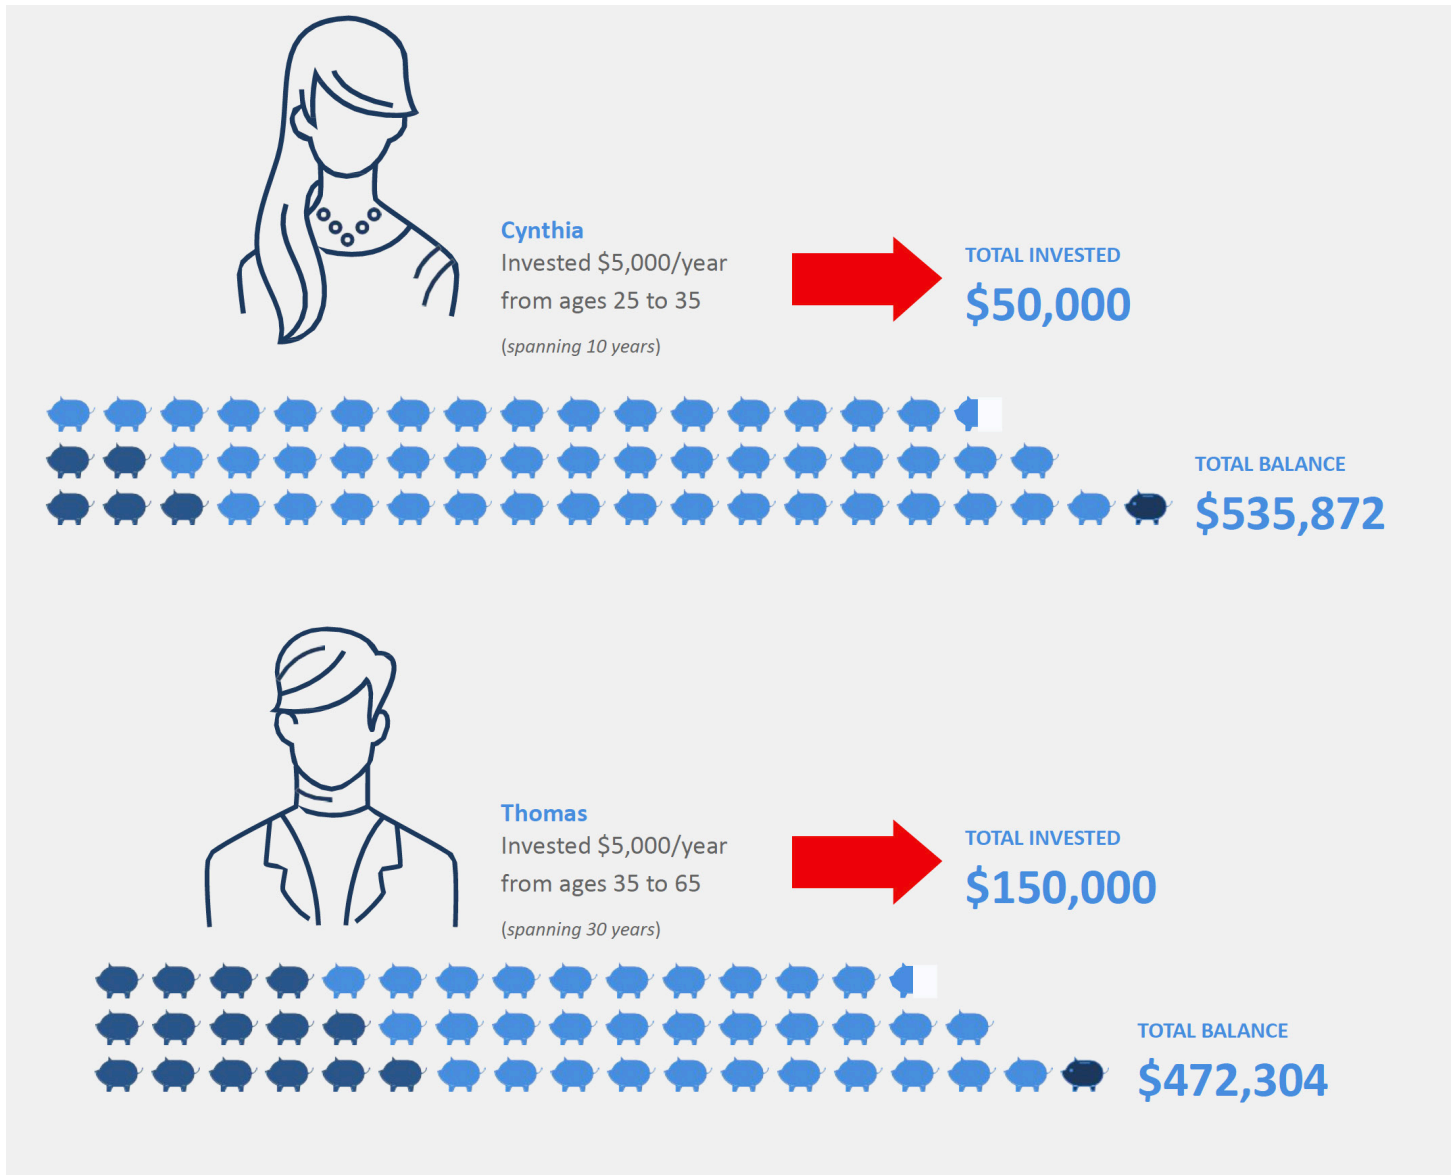 Cynthia
Invested $5,000/year
from ages 25 to 35
(spanning 10 years)
TOTAL INVESTED
$50,000
TOTAL BALANCE
$535,872
Thomas
Invested $5,000/year
from ages 35 to 65
(spanning 30 years)
TOTAL INVESTED
$150,000
TOTAL BALANCE
$472,304